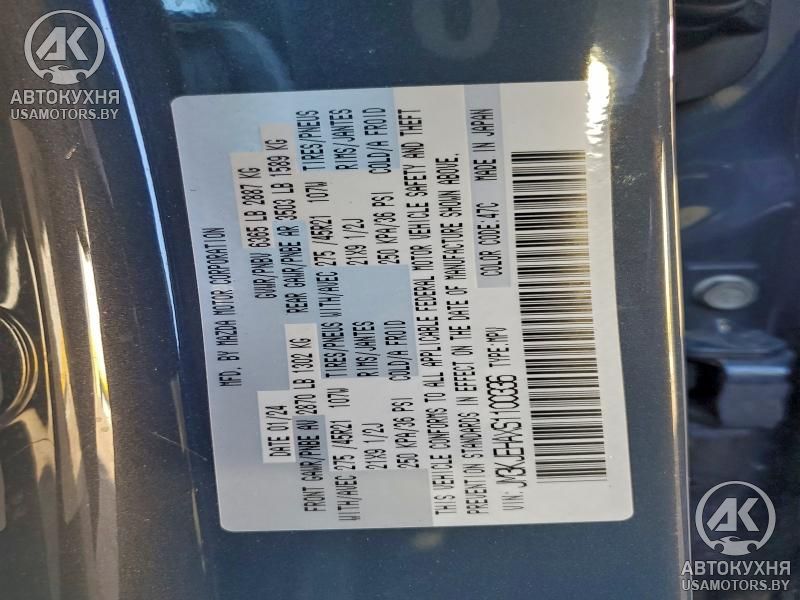 AK
АВТОКУХНЯ
USAMOTORS.BY
MFD. BY MAZDA MOTOR CORPORATION
DATE 01/24 GVWR/PNBV 6365 LB 2887 KG
FRONT GAWR/PNBE AV 2870 LB 1302 KG REAR GAWR/PNBE AR 3503 LB 1589 KG
WITH/AVEC 275 /45R21 107W TIRES/PNEUS WITH/AVEC 275 /45R21 107W TIRES/PNEUS
21X9 1/2J RIMS/JANTES 21X9 1/2J RIMS/JANTES
250 KPA/36 PSI COLD/A FROID 250 KPA/36 PSI COLD/A FROID
THIS VEHICLE CONFORMS TO ALL APPLICABLE FEDERAL MOTOR VEHICLE SAFETY AND THEFT
PREVENTION STANDARDS IN EFFECT ON THE DATE OF MANUFACTURE SHOWN ABOVE.
VIN: JM3KJEHAXS1100336 TYPE:MPV COLOR CODE:47C MADE IN JAPAN
AK
АВТОКУХНЯ
USAMOTORS.BY